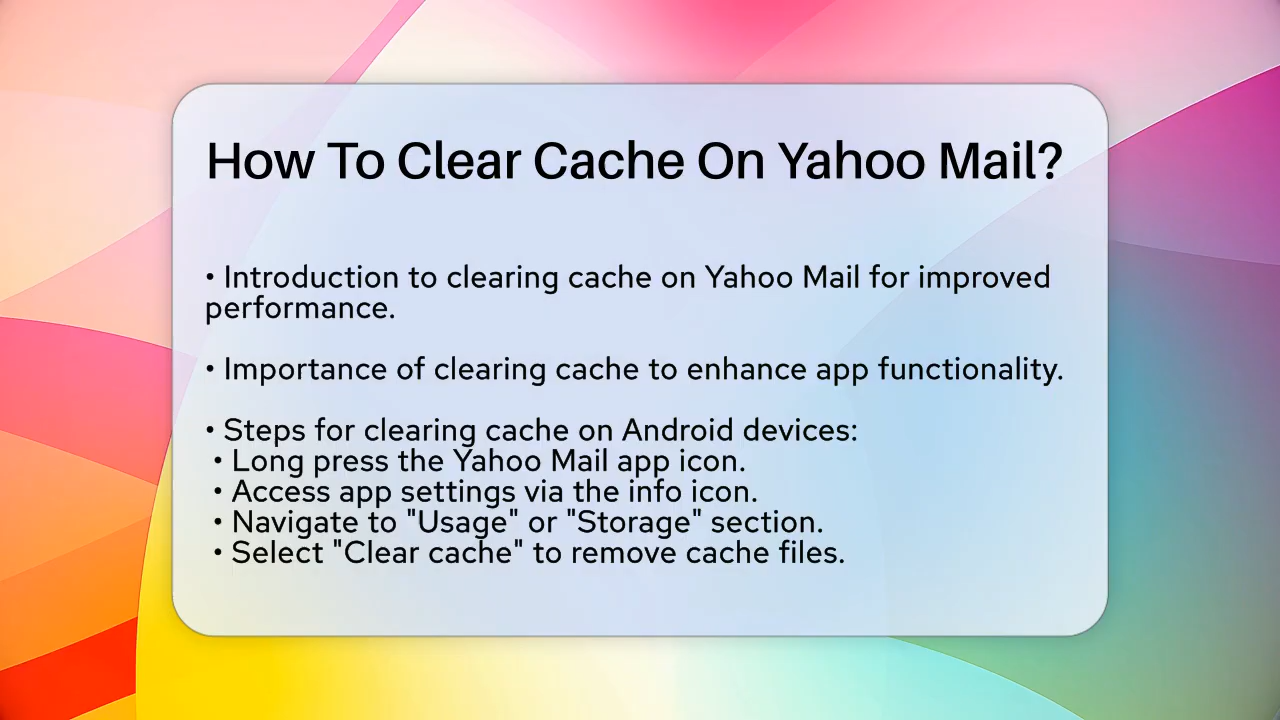 How To Clear Cache On Yahoo Mail?
• Introduction to clearing cache on Yahoo Mail for improved
performance.
• Importance of clearing cache to enhance app functionality.
• Steps for clearing cache on Android devices:
• Long press the Yahoo Mail app icon.
• Access app settings via the info icon.
• Navigate to "Usage" or "Storage" section.
• Select "Clear cache" to remove cache files.